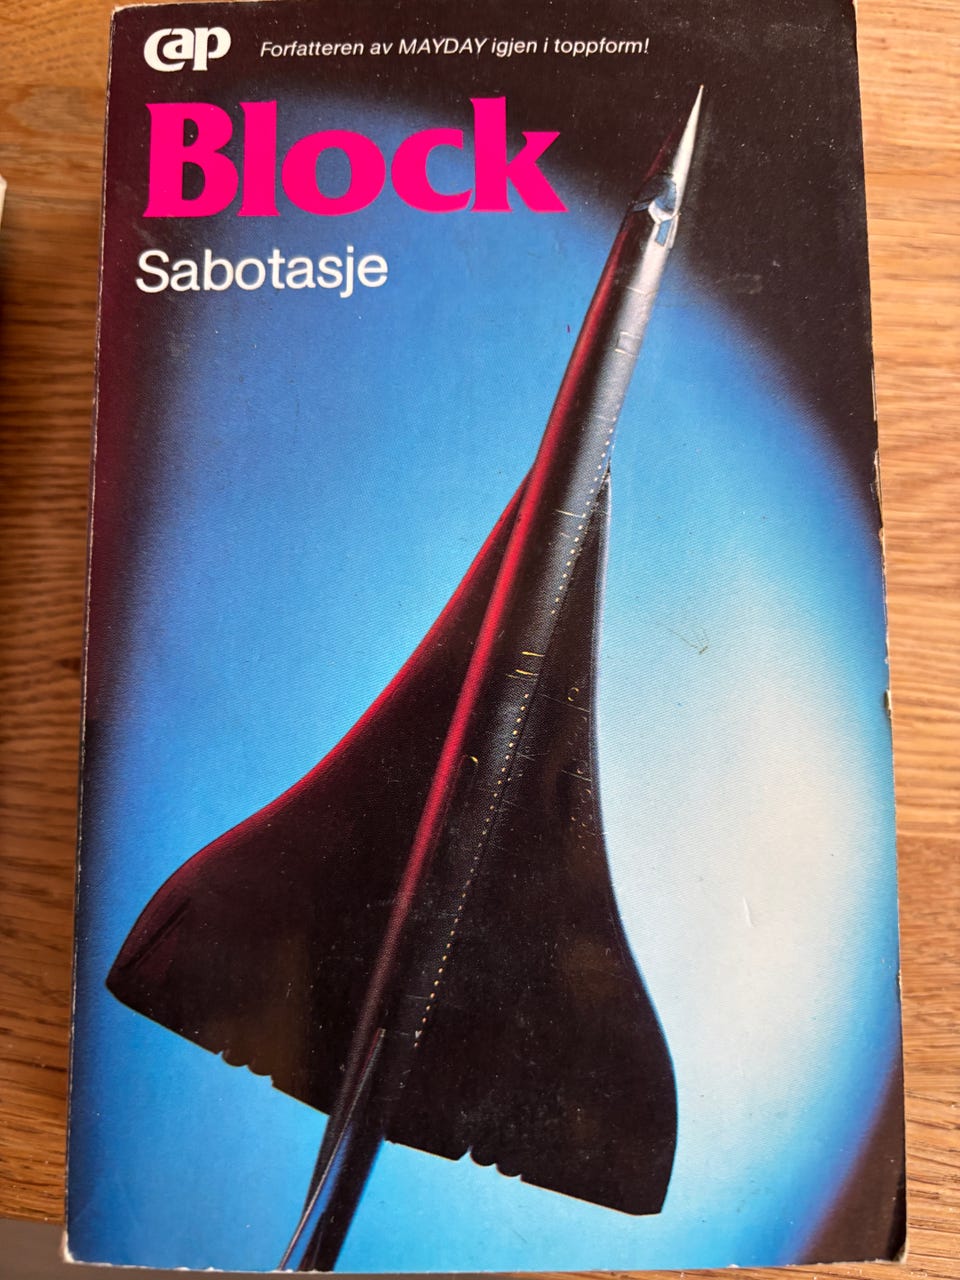 Cap
Forfatteren av MAYDAY igjen i toppform!
Block
Sabotasje